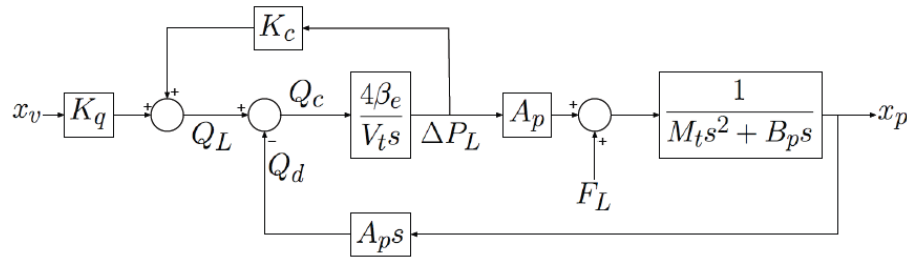 K_c
x_v K_q + + Q_L + - Q_c 4β_e / V_t s ΔP_L A_p + + 1 / M_t s^2 + B_p s x_p
Q_d
F_L
A_p s